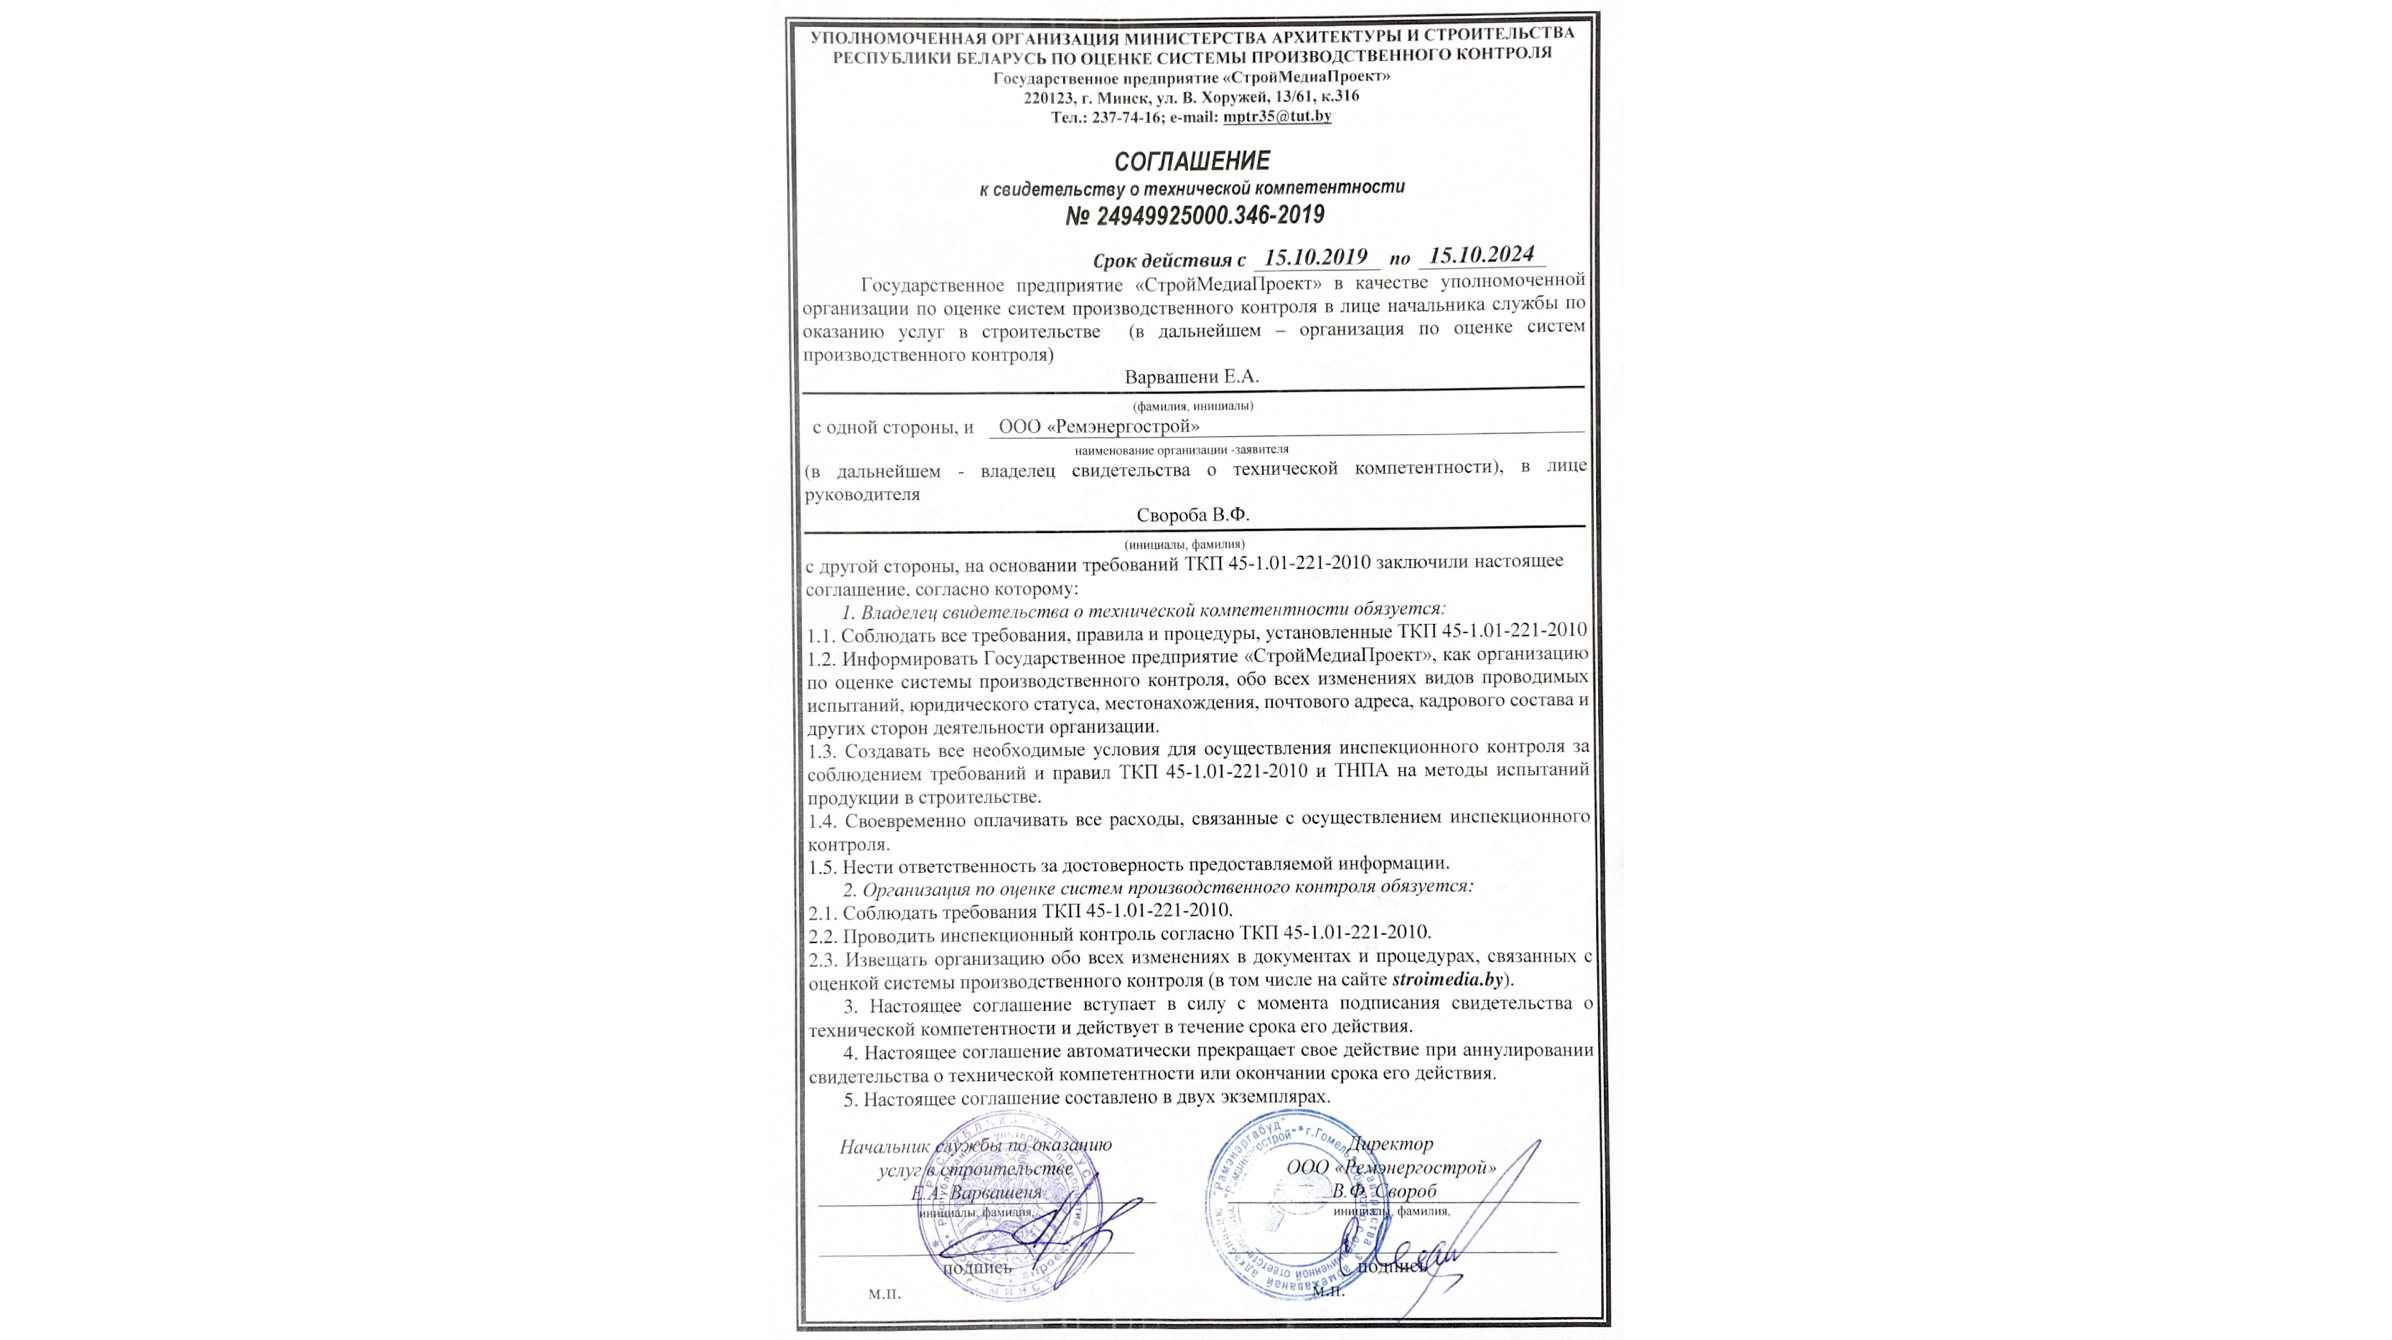 УПОЛНОМОЧЕННАЯ ОРГАНИЗАЦИЯ МИНИСТЕРСТВА АРХИТЕКТУРЫ И СТРОИТЕЛЬСТВА
РЕСПУБЛИКИ БЕЛАРУСЬ ПО ОЦЕНКЕ СИСТЕМЫ ПРОИЗВОДСТВЕННОГО КОНТРОЛЯ
Государственное предприятие «СтройМедиаПроект»
220123, г. Минск, ул. В. Хоружей, 13/61, к.316
Тел.: 237-74-16; e-mail: mptr35@tut.by
СОГЛАШЕНИЕ
к свидетельству о технической компетентности
№ 24949925000.346-2019
Срок действия с 15.10.2019 по 15.10.2024
Государственное предприятие «СтройМедиаПроект» в качестве уполномоченной
организации по оценке систем производственного контроля в лице начальника службы по
оказанию услуг в строительстве (в дальнейшем – организация по оценке систем
производственного контроля)
Варвашени Е.А.
(фамилия, инициалы)
с одной стороны, и ООО «Ремэнергострой»
наименование организации -заявителя
(в дальнейшем - владелец свидетельства о технической компетентности), в лице
руководителя
Свороба В.Ф.
(инициалы, фамилия)
с другой стороны, на основании требований ТКП 45-1.01-221-2010 заключили настоящее
соглашение, согласно которому:
1. Владелец свидетельства о технической компетентности обязуется:
1.1. Соблюдать все требования, правила и процедуры, установленные ТКП 45-1.01-221-2010
1.2. Информировать Государственное предприятие «СтройМедиаПроект», как организацию
по оценке системы производственного контроля, обо всех изменениях видов проводимых
испытаний, юридического статуса, местонахождения, почтового адреса, кадрового состава и
других сторон деятельности организации.
1.3. Создавать все необходимые условия для осуществления инспекционного контроля за
соблюдением требований и правил ТКП 45-1.01-221-2010 и ТНПА на методы испытаний
продукции в строительстве.
1.4. Своевременно оплачивать все расходы, связанные с осуществлением инспекционного
контроля.
1.5. Нести ответственность за достоверность предоставляемой информации.
2. Организация по оценке систем производственного контроля обязуется:
2.1. Соблюдать требования ТКП 45-1.01-221-2010.
2.2. Проводить инспекционный контроль согласно ТКП 45-1.01-221-2010.
2.3. Извещать организацию обо всех изменениях в документах и процедурах, связанных с
оценкой системы производственного контроля (в том числе на сайте stroimedia.by).
3. Настоящее соглашение вступает в силу с момента подписания свидетельства о
технической компетентности и действует в течение срока его действия.
4. Настоящее соглашение автоматически прекращает свое действие при аннулировании
свидетельства о технической компетентности или окончании срока его действия.
5. Настоящее соглашение составлено в двух экземплярах.
Начальник службы по оказанию
услуг в строительстве
Е.А. Варвашеня
инициалы, фамилия,
подпись
м.п.
Директор
ООО «Ремэнергострой»
В.Ф. Свороб
инициалы, фамилия,
подпись
м.п.